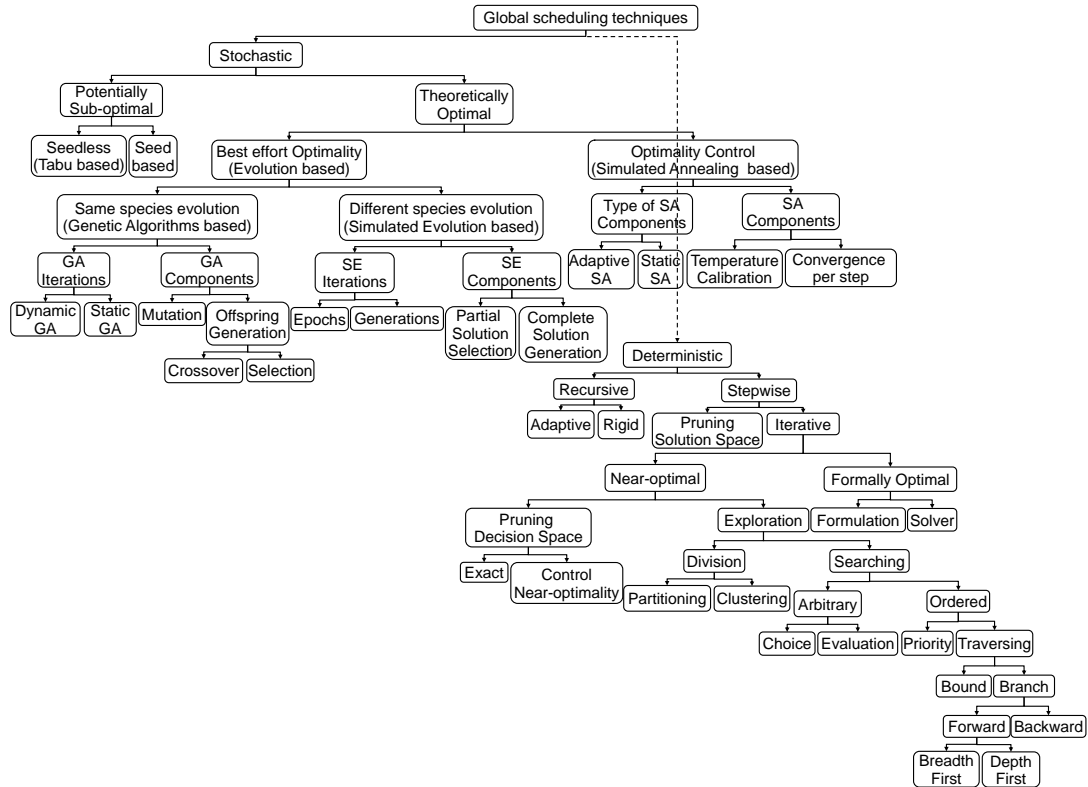 Global scheduling techniques
Stochastic
Potentially
Sub-optimal
Theoretically
Optimal
Seedless
(Tabu based)
Seed
based
Best effort Optimality
(Evolution based)
Optimality Control
(Simulated Annealing based)
Same species evolution
(Genetic Algorithms based)
Different species evolution
(Simulated Evolution based)
Type of SA
Components
SA
Components
GA
Iterations
GA
Components
SE
Iterations
SE
Components
Adaptive
SA
Static
SA
Temperature
Calibration
Convergence
per step
Dynamic
GA
Static
GA
Mutation
Offspring
Generation
Epochs
Generations
Partial
Solution
Selection
Complete
Solution
Generation
Crossover
Selection
Deterministic
Recursive
Stepwise
Adaptive
Rigid
Pruning
Solution Space
Iterative
Near-optimal
Formally Optimal
Pruning
Decision Space
Exploration
Formulation
Solver
Exact
Control
Near-optimality
Division
Searching
Partitioning
Clustering
Arbitrary
Ordered
Choice
Evaluation
Priority
Traversing
Bound
Branch
Forward
Backward
Breadth
First
Depth
First